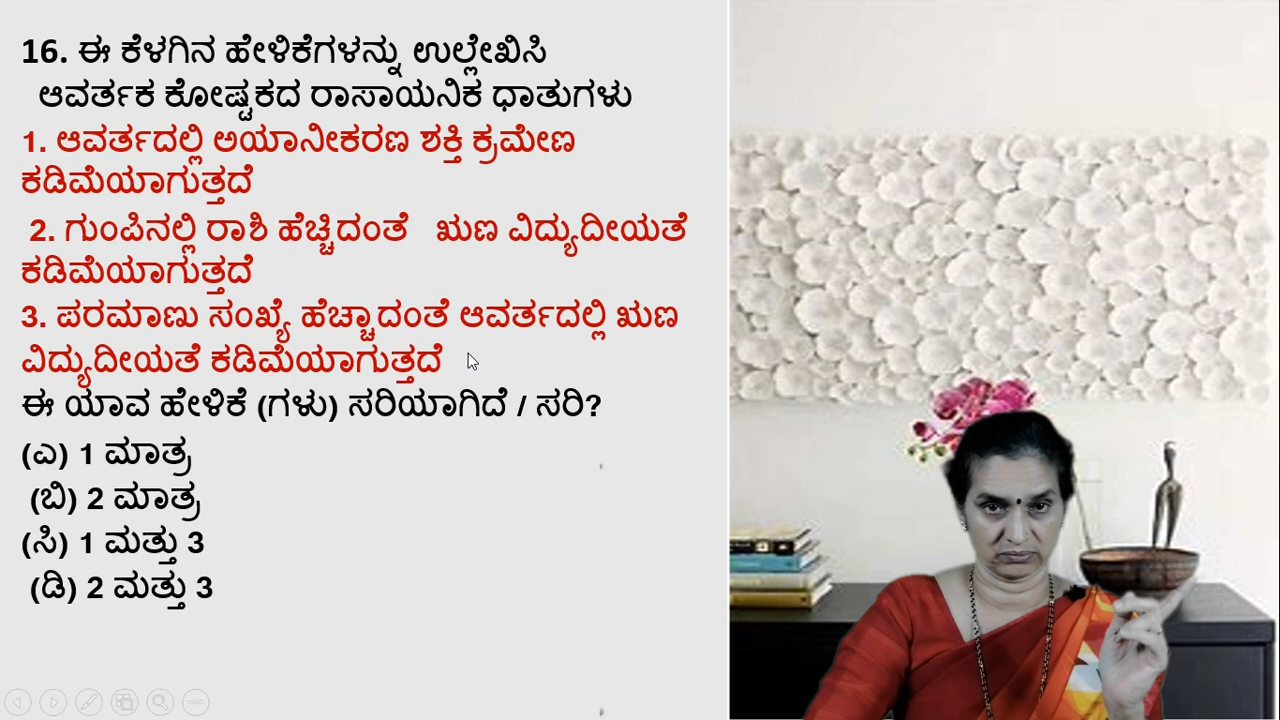 16. ಈ ಕೆಳಗಿನ ಹೇಳಿಕೆಗಳನ್ನು ಉಲ್ಲೇಖಿಸಿ
ಆವರ್ತಕ ಕೋಷ್ಟಕದ ರಾಸಾಯನಿಕ ಧಾತುಗಳು
1. ಆವರ್ತದಲ್ಲಿ ಅಯಾನೀಕರಣ ಶಕ್ತಿ ಕ್ರಮೇಣ
ಕಡಿಮೆಯಾಗುತ್ತದೆ
2. ಗುಂಪಿನಲ್ಲಿ ರಾಶಿ ಹೆಚ್ಚಿದಂತೆ ಋಣ ವಿದ್ಯುದೀಯತೆ
ಕಡಿಮೆಯಾಗುತ್ತದೆ
3. ಪರಮಾಣು ಸಂಖ್ಯೆ ಹೆಚ್ಚಾದಂತೆ ಆವರ್ತದಲ್ಲಿ ಋಣ
ವಿದ್ಯುದೀಯತೆ ಕಡಿಮೆಯಾಗುತ್ತದೆ
ಈ ಯಾವ ಹೇಳಿಕೆ (ಗಳು) ಸರಿಯಾಗಿದೆ / ಸರಿ?
(ಎ) 1 ಮಾತ್ರ
(ಬಿ) 2 ಮಾತ್ರ
(ಸಿ) 1 ಮತ್ತು 3
(ಡಿ) 2 ಮತ್ತು 3